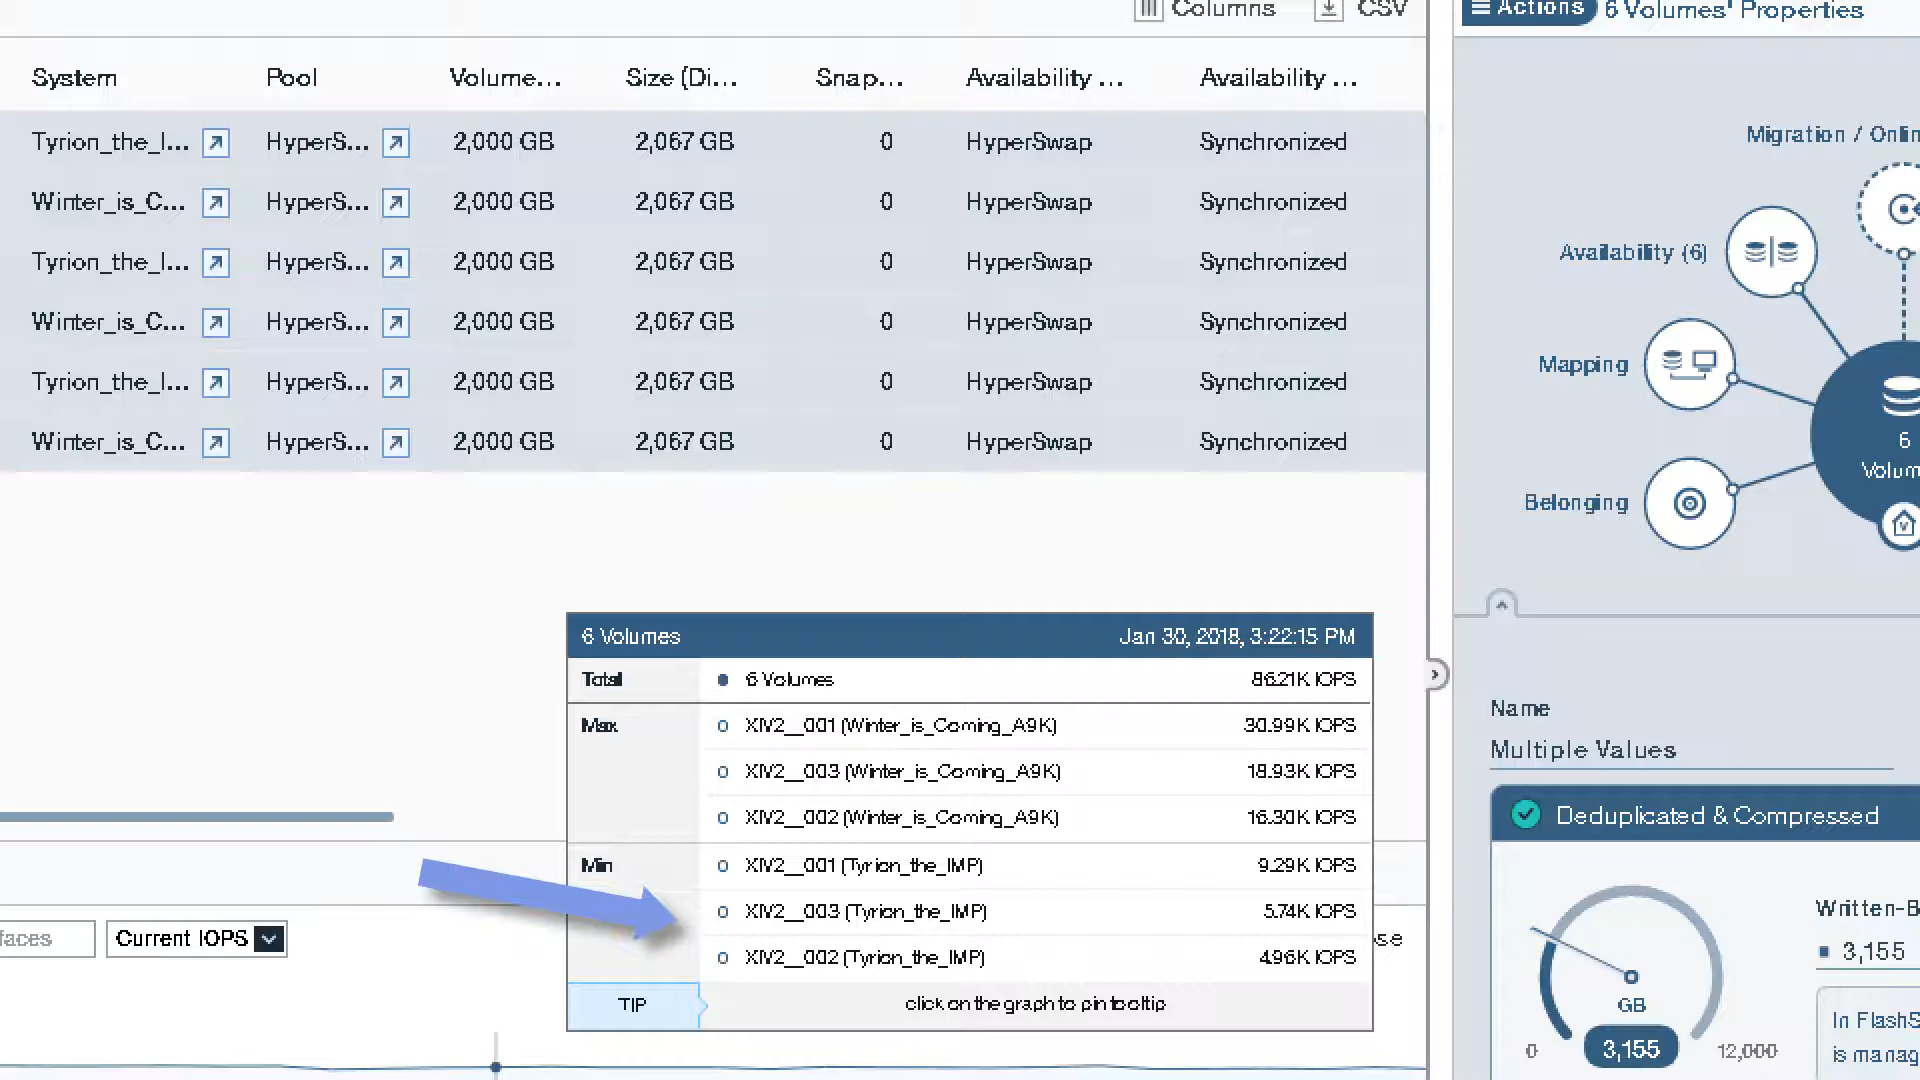 Columns CSV
System Pool Volume... Size (Di... Snap... Availability ... Availability ...
Tyrion_the_I... HyperS... 2,000 GB 2,067 GB 0 HyperSwap Synchronized
Winter_is_C... HyperS... 2,000 GB 2,067 GB 0 HyperSwap Synchronized
Tyrion_the_I... HyperS... 2,000 GB 2,067 GB 0 HyperSwap Synchronized
Winter_is_C... HyperS... 2,000 GB 2,067 GB 0 HyperSwap Synchronized
Tyrion_the_I... HyperS... 2,000 GB 2,067 GB 0 HyperSwap Synchronized
Winter_is_C... HyperS... 2,000 GB 2,067 GB 0 HyperSwap Synchronized
6 Volumes Jan 30, 2018, 3:22:15 PM
Total 6 Volumes 86.21K IOPS
Max XIV2__001 (Winter_is_Coming_A9K) 30.99K IOPS
XIV2__003 (Winter_is_Coming_A9K) 18.93K IOPS
XIV2__002 (Winter_is_Coming_A9K) 16.30K IOPS
Min XIV2__001 (Tyrion_the_IMP) 9.29K IOPS
XIV2__003 (Tyrion_the_IMP) 5.74K IOPS
XIV2__002 (Tyrion_the_IMP) 4.96K IOPS
TIP click on the graph to pin tooltip
faces Current IOPS
se
Actions 6 Volumes' Properties
Migration / Onlin
Availability (6)
Mapping
Belonging
6
Volum
Name
Multiple Values
Deduplicated & Compressed
GB
0 3,155 12,000
Written-B
3,155
In FlashS
is manag